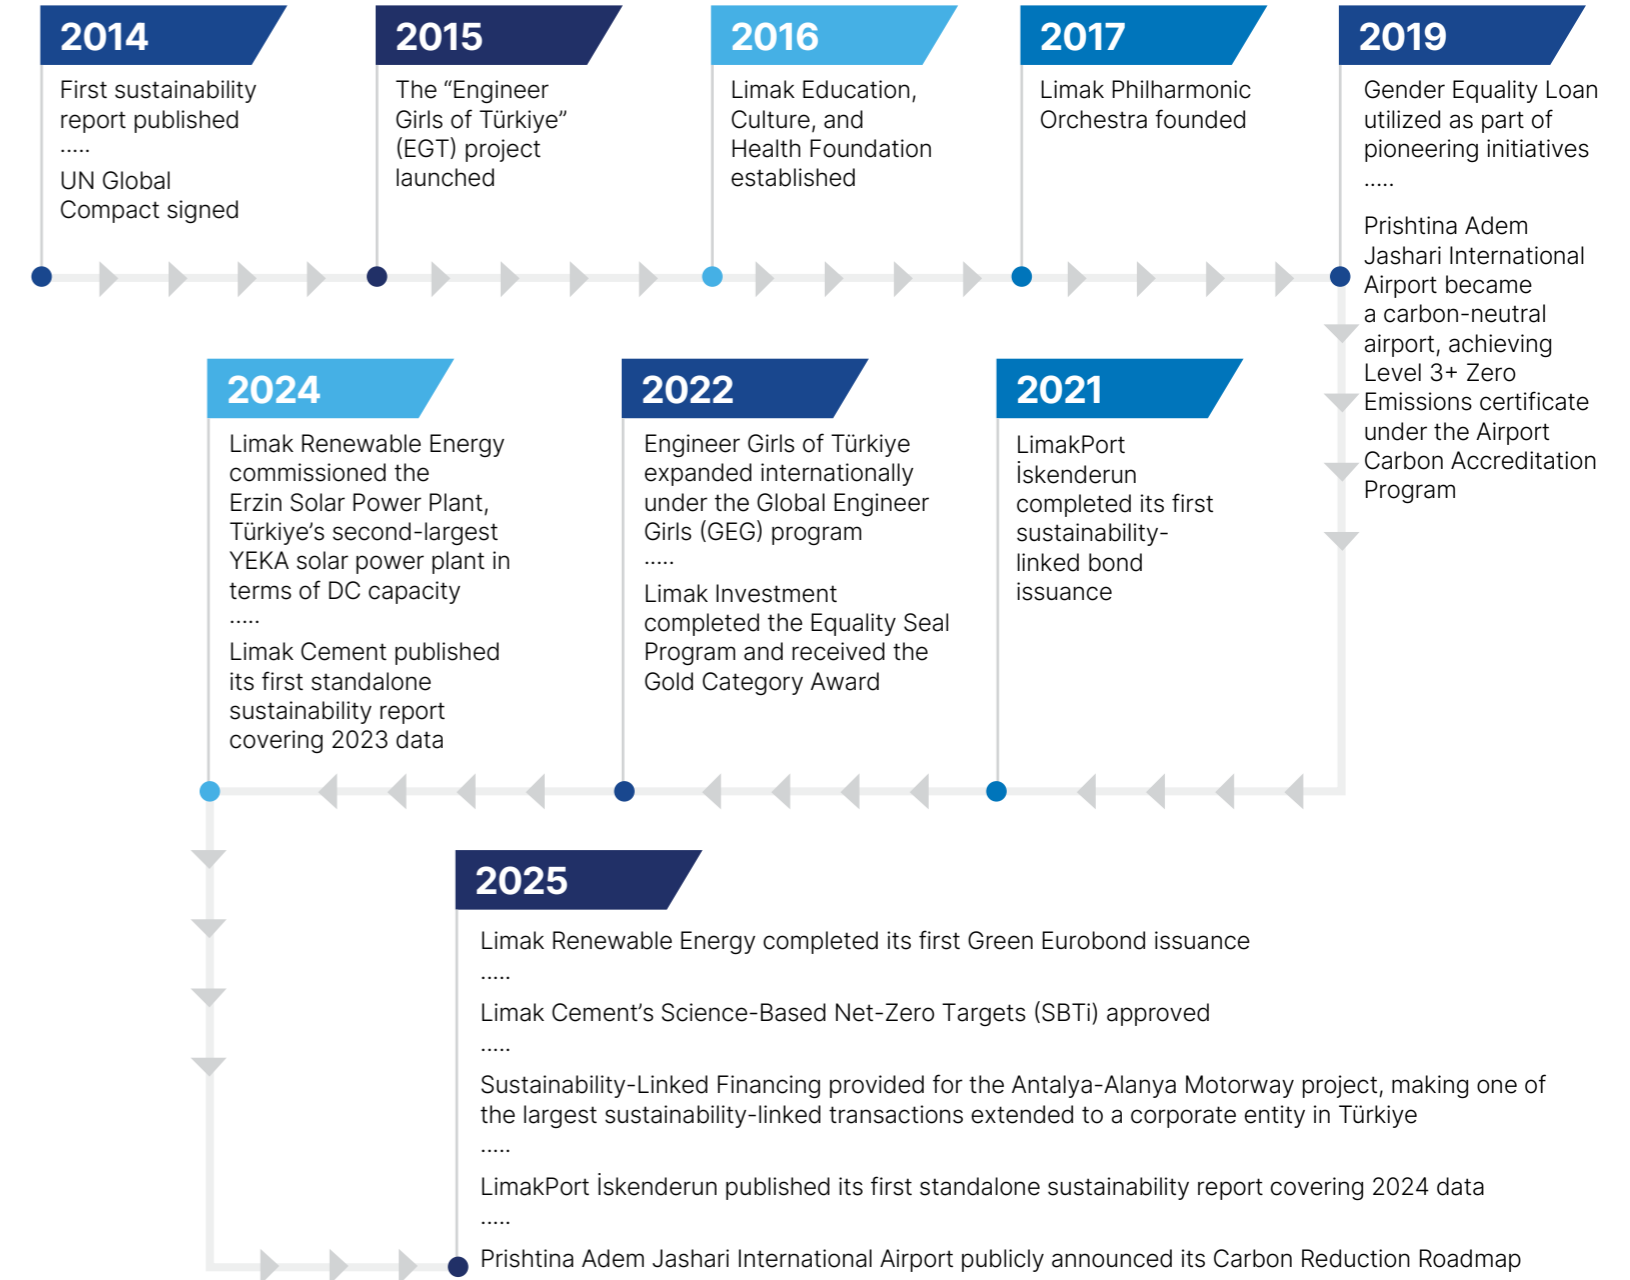 2014
First sustainability
report published
.....
UN Global
Compact signed
2015
The “Engineer
Girls of Türkiye”
(EGT) project
launched
2016
Limak Education,
Culture, and
Health Foundation
established
2017
Limak Philharmonic
Orchestra founded
2019
Gender Equality Loan
utilized as part of
pioneering initiatives
.....
Prishtina Adem
Jashari International
Airport became
a carbon-neutral
airport, achieving
Level 3+ Zero
Emissions certificate
under the Airport
Carbon Accreditation
Program
2021
LimakPort
İskenderun
completed its first
sustainability-
linked bond
issuance
2022
Engineer Girls of Türkiye
expanded internationally
under the Global Engineer
Girls (GEG) program
.....
Limak Investment
completed the Equality Seal
Program and received the
Gold Category Award
2024
Limak Renewable Energy
commissioned the
Erzin Solar Power Plant,
Türkiye’s second-largest
YEKA solar power plant in
terms of DC capacity
.....
Limak Cement published
its first standalone
sustainability report
covering 2023 data
2025
Limak Renewable Energy completed its first Green Eurobond issuance
.....
Limak Cement’s Science-Based Net-Zero Targets (SBTi) approved
.....
Sustainability-Linked Financing provided for the Antalya-Alanya Motorway project, making one of
the largest sustainability-linked transactions extended to a corporate entity in Türkiye
.....
LimakPort İskenderun published its first standalone sustainability report covering 2024 data
.....
Prishtina Adem Jashari International Airport publicly announced its Carbon Reduction Roadmap